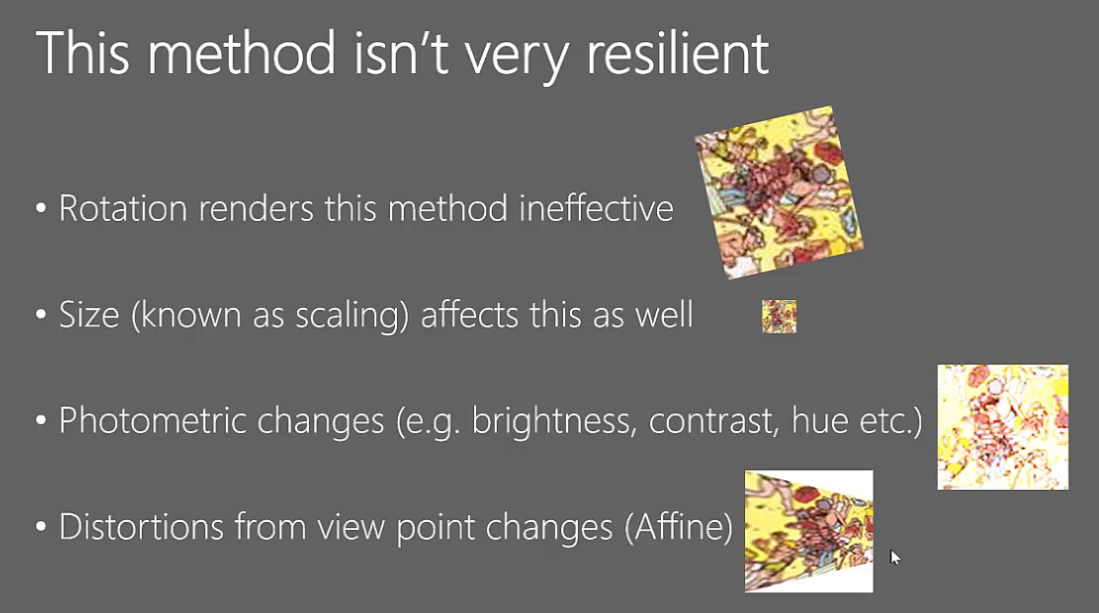 This method isn't very resilient
• Rotation renders this method ineffective
• Size (known as scaling) affects this as well
• Photometric changes (e.g. brightness, contrast, hue etc.)
• Distortions from view point changes (Affine)